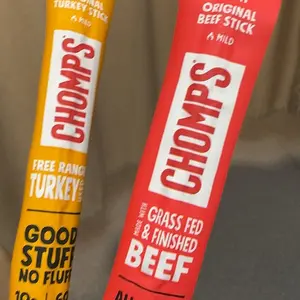 ORIGINAL
TURKEY STICK
MILD
CHOMPS
FREE RANGE
TURKEY
GOOD
STUFF
NO FLUFF
ORIGINAL
BEEF STICK
MILD
CHOMPS
MADE WITH
GRASS FED
& FINISHED
BEEF